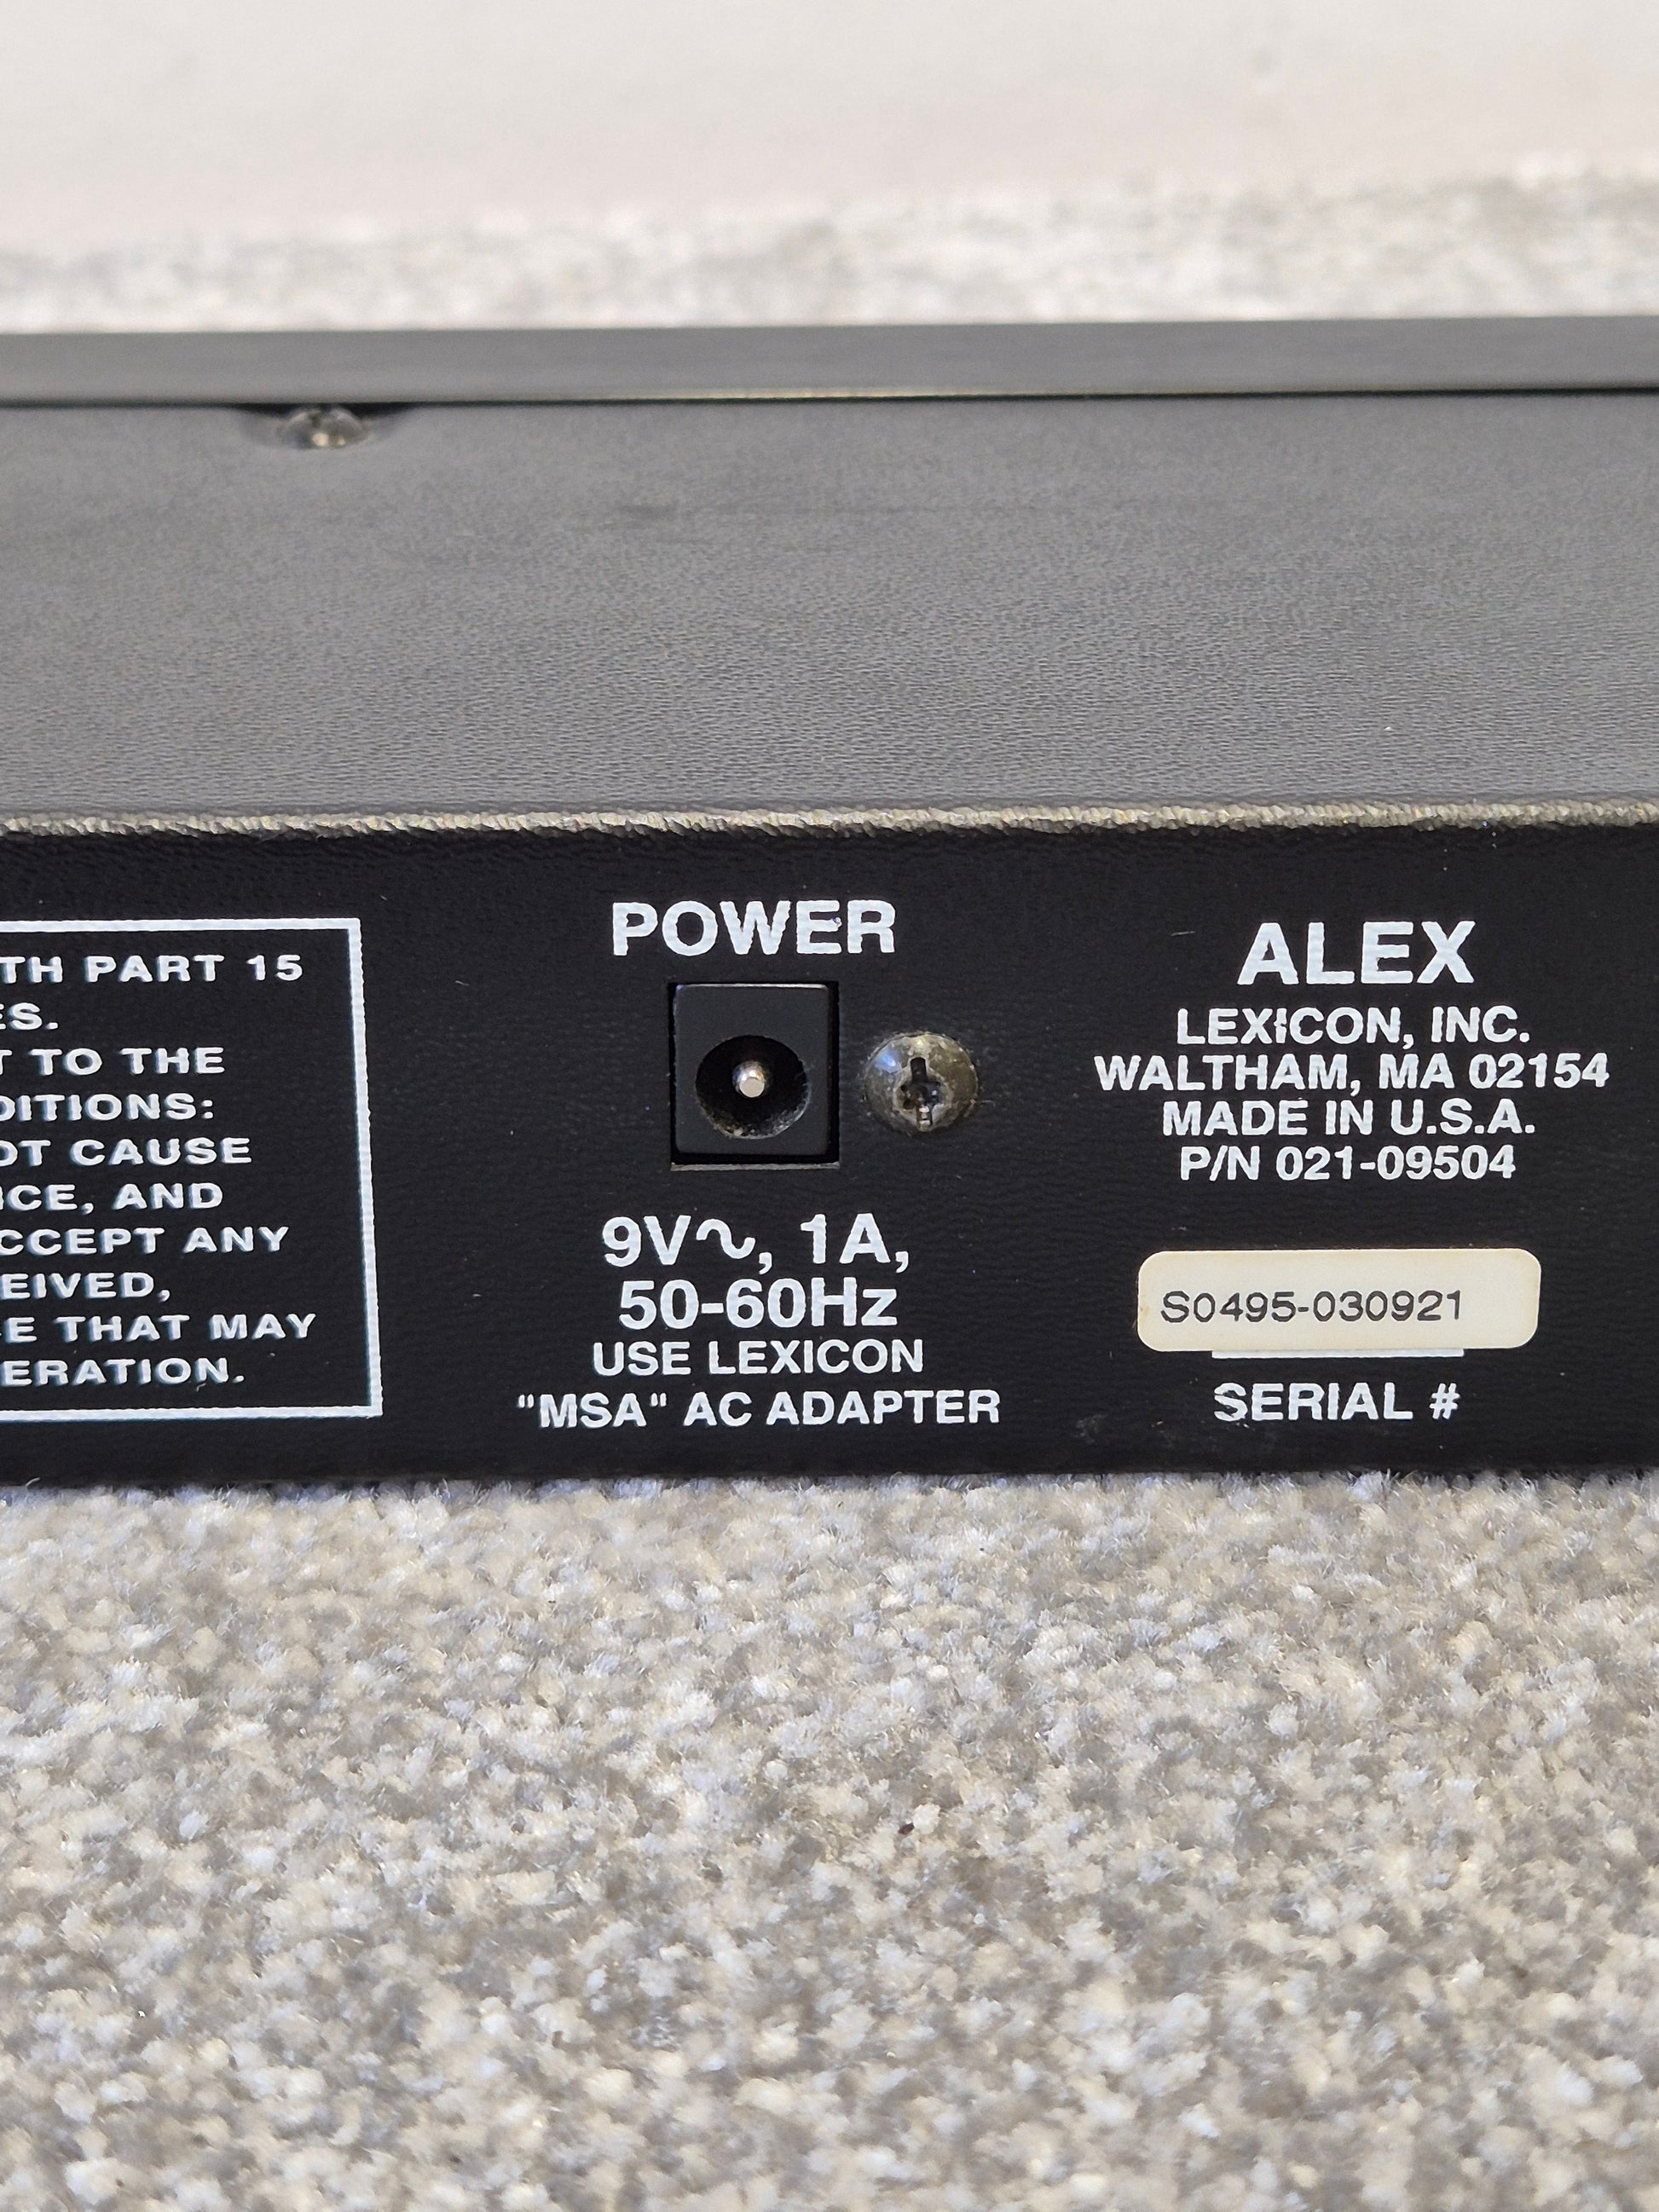 TH PART 15
ES.
T TO THE
DITIONS:
OT CAUSE
ICE, AND
CCEPT ANY
EIVED,
E THAT MAY
ERATION.
POWER
9V∿, 1A,
50-60Hz
USE LEXICON
"MSA" AC ADAPTER
ALEX
LEXICON, INC.
WALTHAM, MA 02154
MADE IN U.S.A.
P/N 021-09504
S0495-030921
SERIAL #